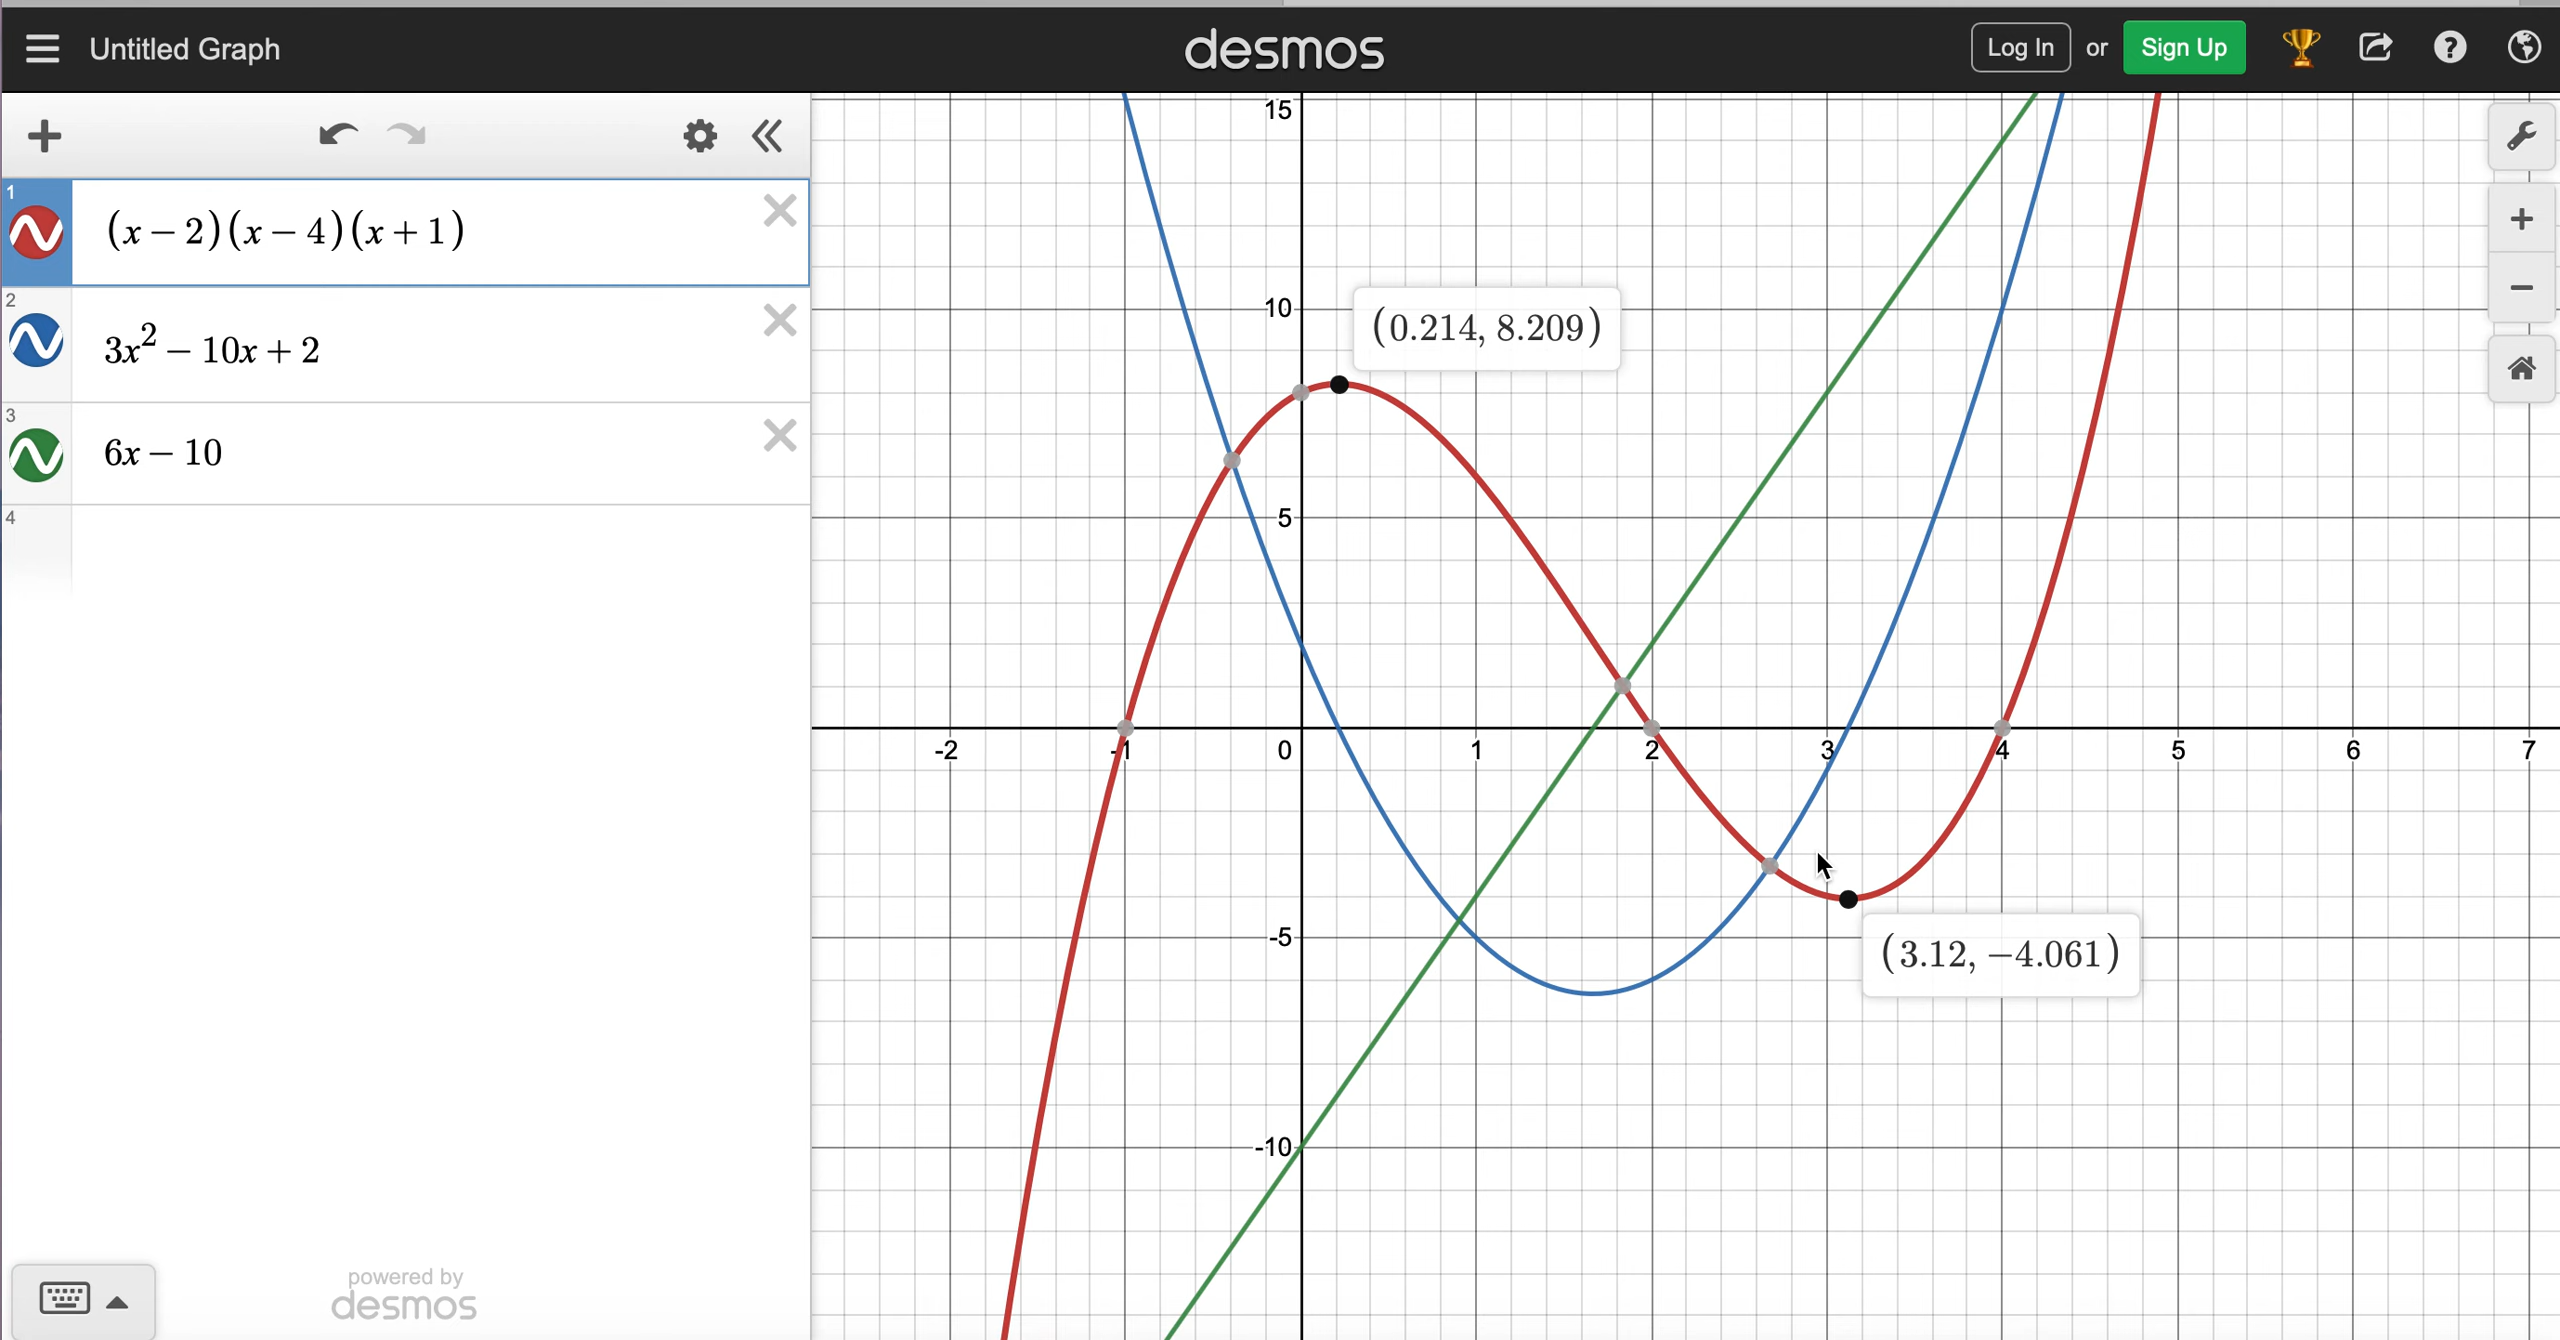 Untitled Graph
desmos
Log In or Sign Up
1
(x − 2)(x − 4)(x + 1)
2
3x² − 10x + 2
3
6x − 10
4
powered by
desmos
15
10
(0.214, 8.209)
5
-2 -1 0 1 2 3 4 5 6 7
(3.12, −4.061)
-5
-10